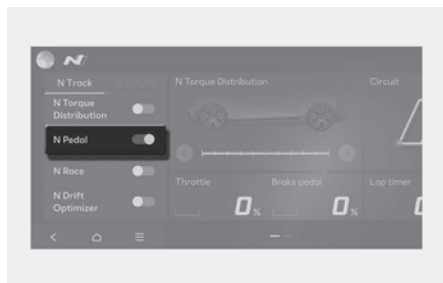 N
N Track
N Torque Distribution
Circuit
N Torque
Distribution
N Pedal
N Race
N Drift
Optimizer
Throttle
Brake pedal
Lap timer
0 %
0 %